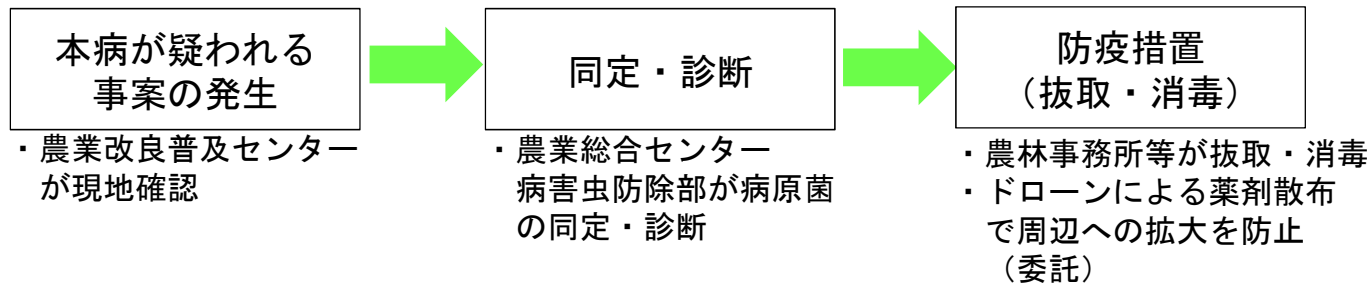 本病が疑われる
事案の発生
・農業改良普及センター
が現地確認
同定・診断
・農業総合センター
病害虫防除部が病原菌
の同定・診断
防疫措置
（抜取・消毒）
・農林事務所等が抜取・消毒
・ドローンによる薬剤散布
で周辺への拡大を防止
（委託）